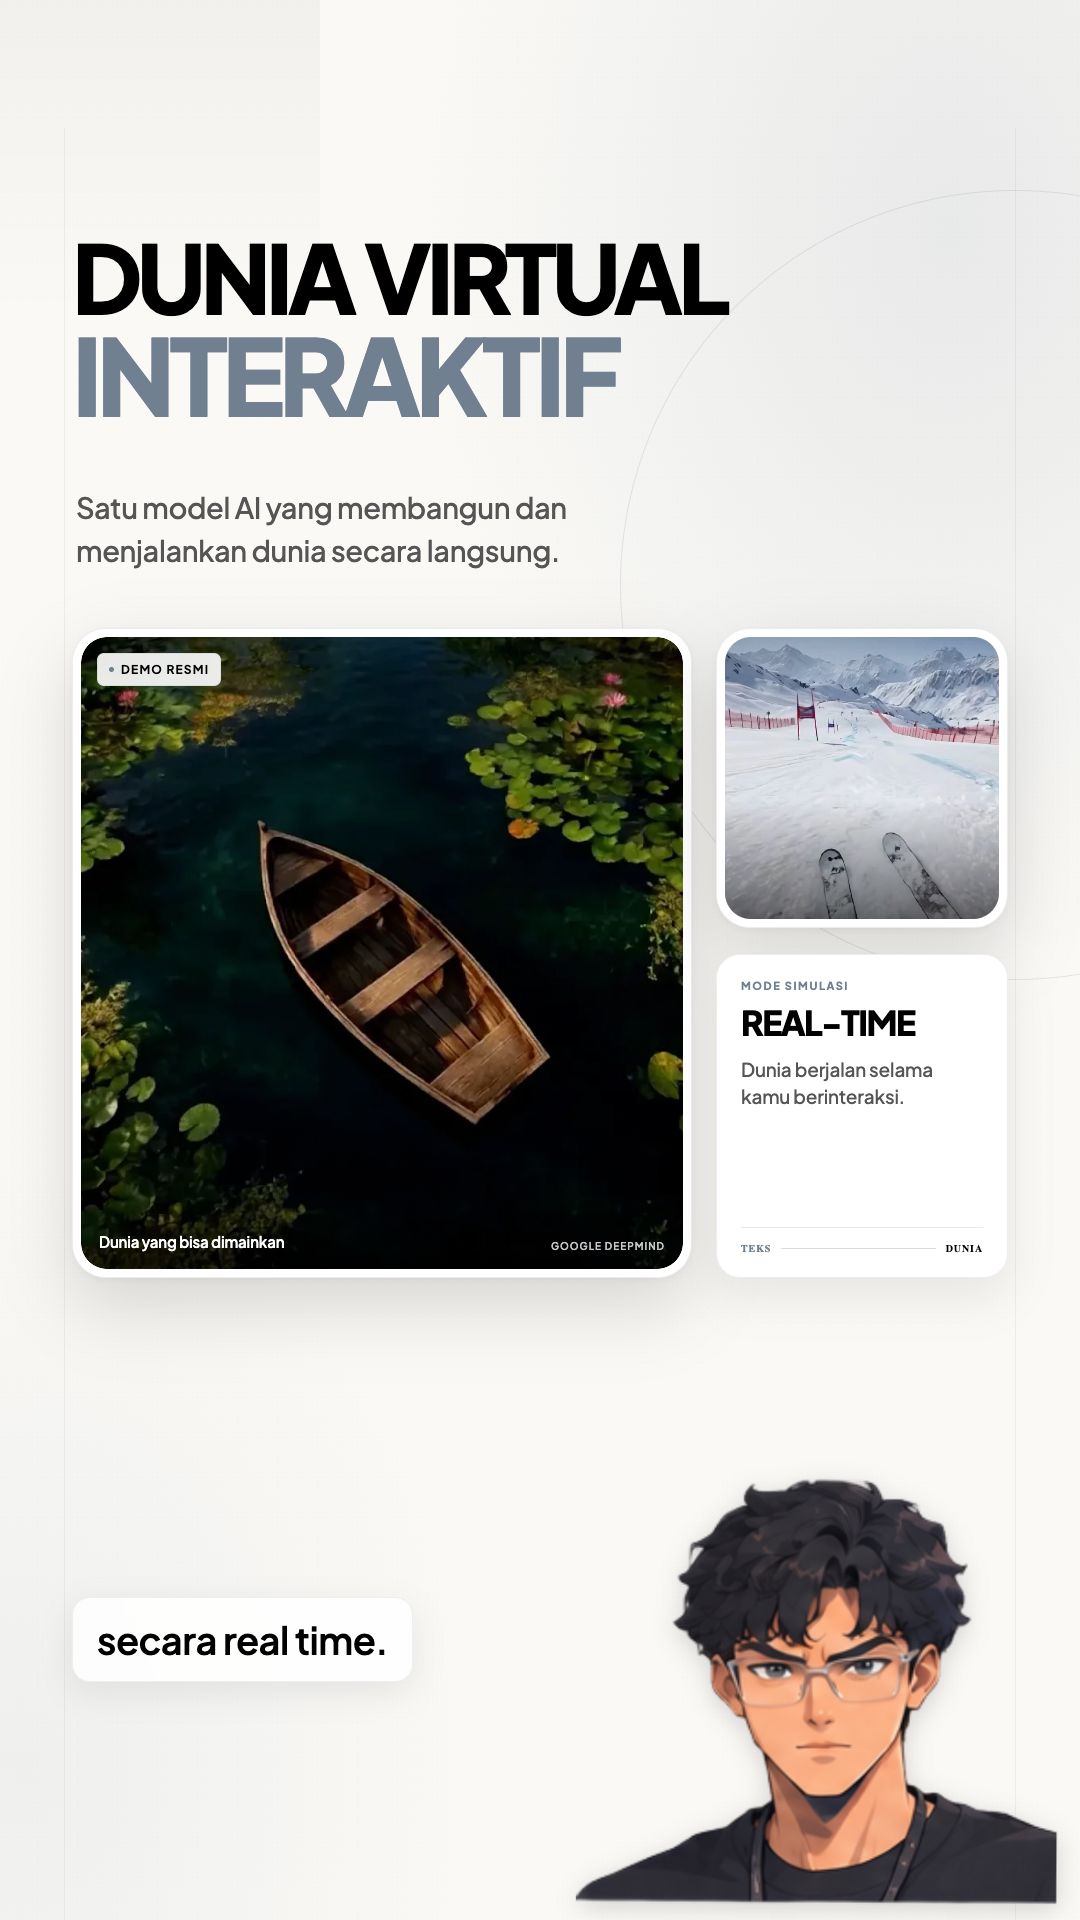 DUNIA VIRTUAL
INTERAKTIF
Satu model AI yang membangun dan
menjalankan dunia secara langsung.
DEMO RESMI
Dunia yang bisa dimainkan
GOOGLE DEEPMIND
MODE SIMULASI
REAL-TIME
Dunia berjalan selama
kamu berinteraksi.
TEKS
DUNIA
secara real time.